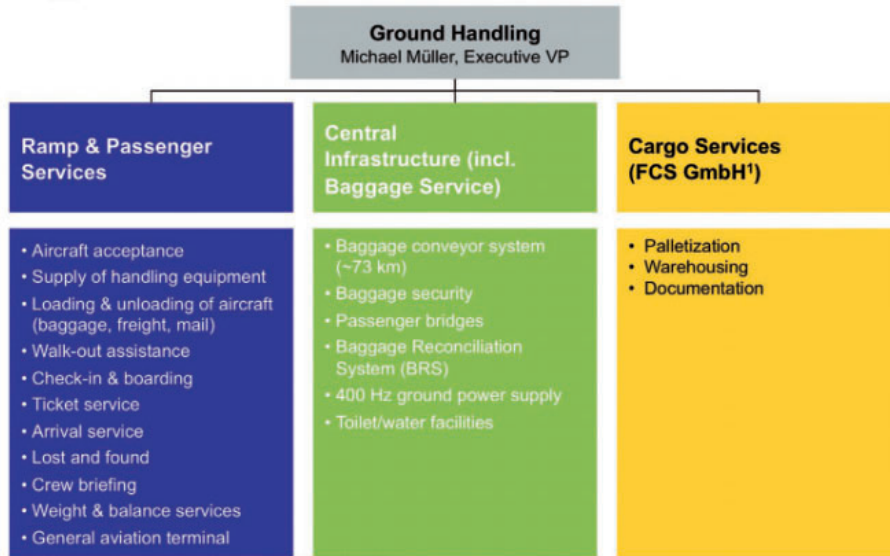 Ground Handling
Michael Müller, Executive VP
Ramp & Passenger
Services
• Aircraft acceptance
• Supply of handling equipment
• Loading & unloading of aircraft
(baggage, freight, mail)
• Walk-out assistance
• Check-in & boarding
• Ticket service
• Arrival service
• Lost and found
• Crew briefing
• Weight & balance services
• General aviation terminal
Central
Infrastructure (incl.
Baggage Service)
• Baggage conveyor system
(~73 km)
• Baggage security
• Passenger bridges
• Baggage Reconciliation
System (BRS)
• 400 Hz ground power supply
• Toilet/water facilities
Cargo Services
(FCS GmbH¹)
• Palletization
• Warehousing
• Documentation